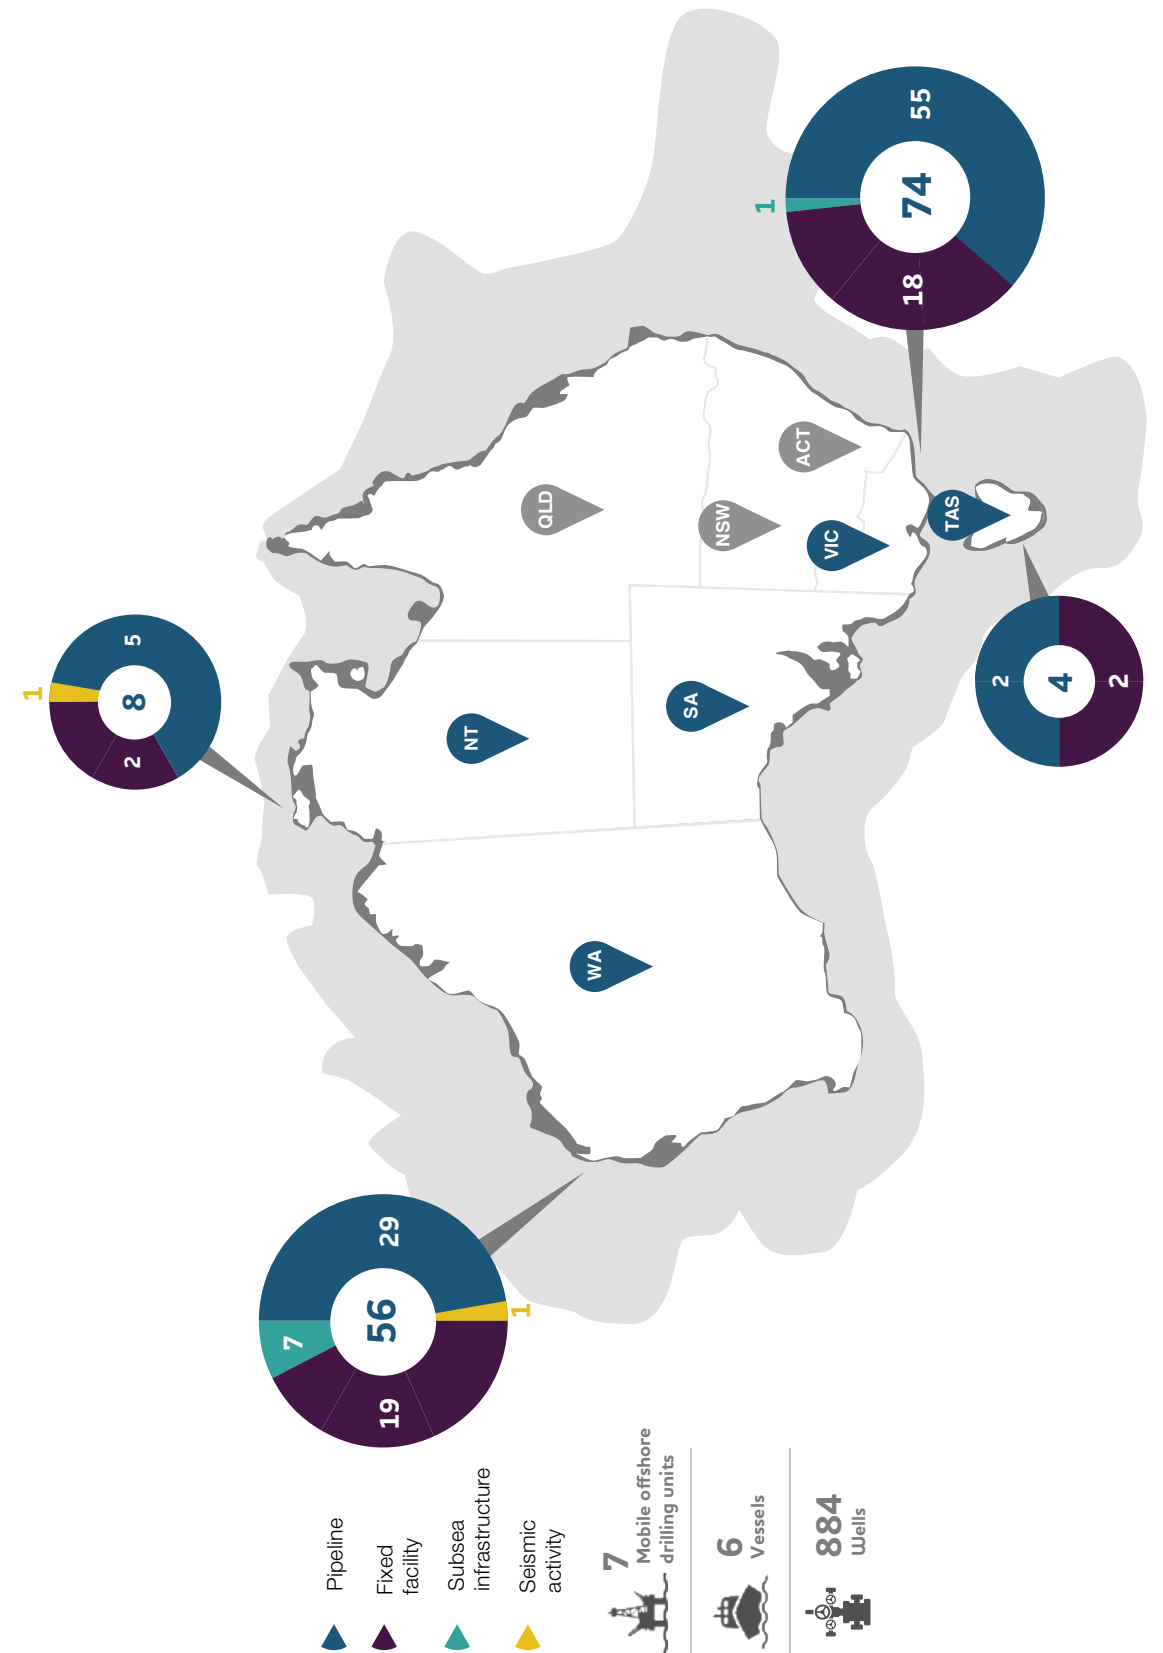 1
2
8
5
7
19
56
29
1
Pipeline
Fixed
facility
Subsea
infrastructure
Seismic
activity
7
Mobile offshore
drilling units
6
Vessels
884
Wells
NT
QLD
WA
SA
NSW
ACT
VIC
TAS
1
18
74
55
2
4
2